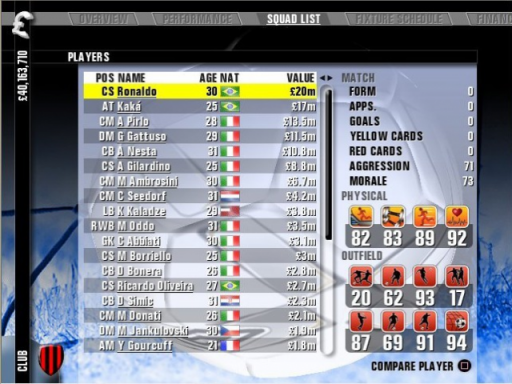 OVERVIEW PERFORMANCE SQUAD LIST FIXTURE SCHEDULE FINAN
£40,163,710
PLAYERS
POS NAME AGE NAT VALUE
CS Ronaldo 30 £20m
AT Kaká 25 £17m
CM A Pirlo 28 £13.5m
DM G Gattuso 29 £11.5m
CB A Nesta 31 £10.8m
CS A Gilardino 25 £8.8m
CM M Ambrosini 30 £6.7m
CM C Seedorf 31 £4.2m
LB K Kaladze 29 £3.8m
RWB M Oddo 31 £3.5m
GK C Abbiati 30 £3.1m
CS M Borriello 25 £3m
CB D Bonera 26 £2.8m
CS Ricardo Oliveira 27 £2.7m
CB D Simic 31 £2.3m
CM M Donati 26 £2.1m
DM M Jankulovski 30 £1.9m
AM Y Gourcuff 21 £1.8m
MATCH
FORM 0
APPS. 0
GOALS 0
YELLOW CARDS 0
RED CARDS 0
AGGRESSION 71
MORALE 73
PHYSICAL
82 83 89 92
OUTFIELD
20 62 93 17
87 69 91 94
COMPARE PLAYER
CLUB